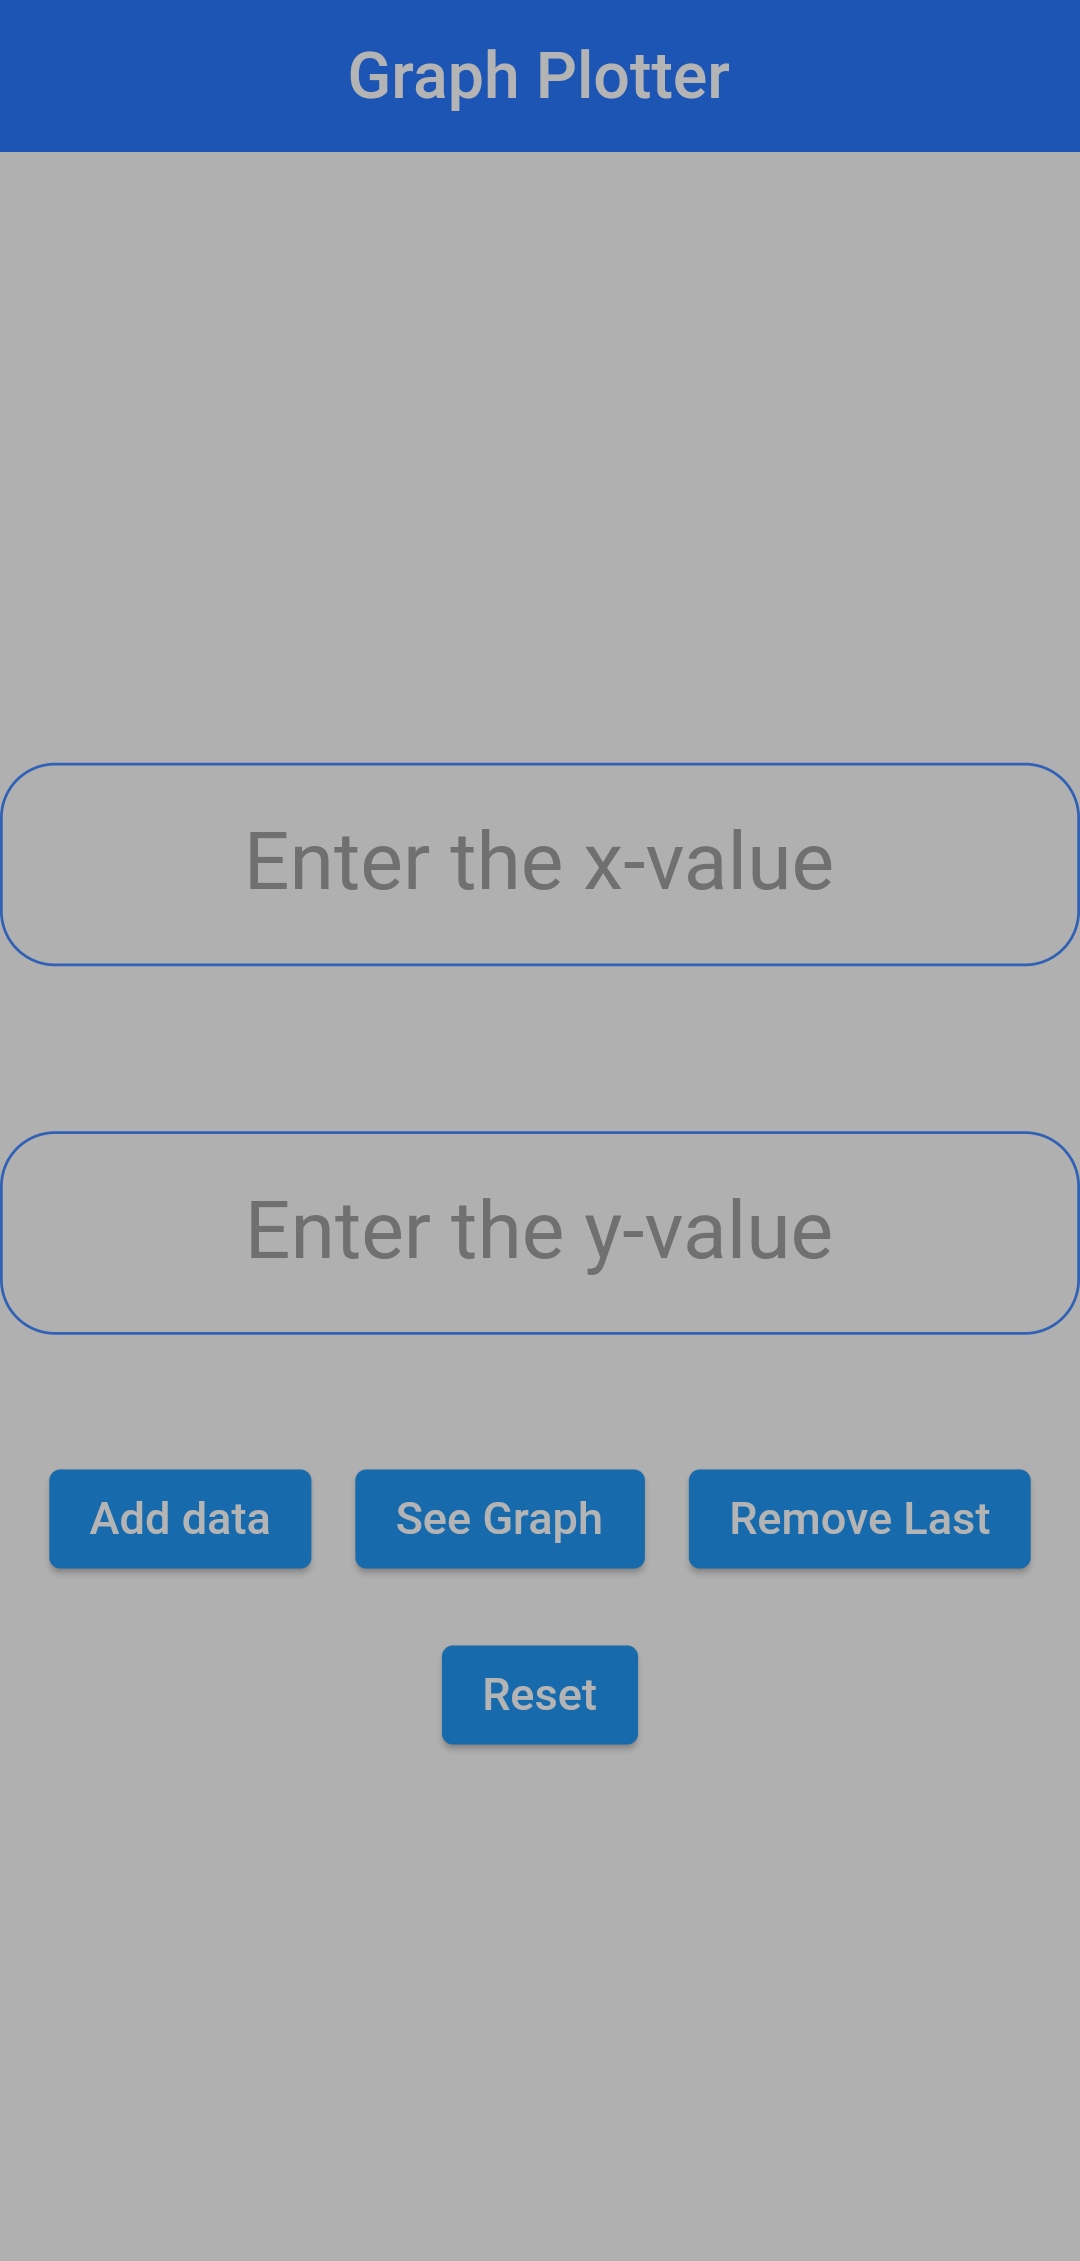 Graph Plotter
Enter the x-value
Enter the y-value
Add data See Graph Remove Last
Reset